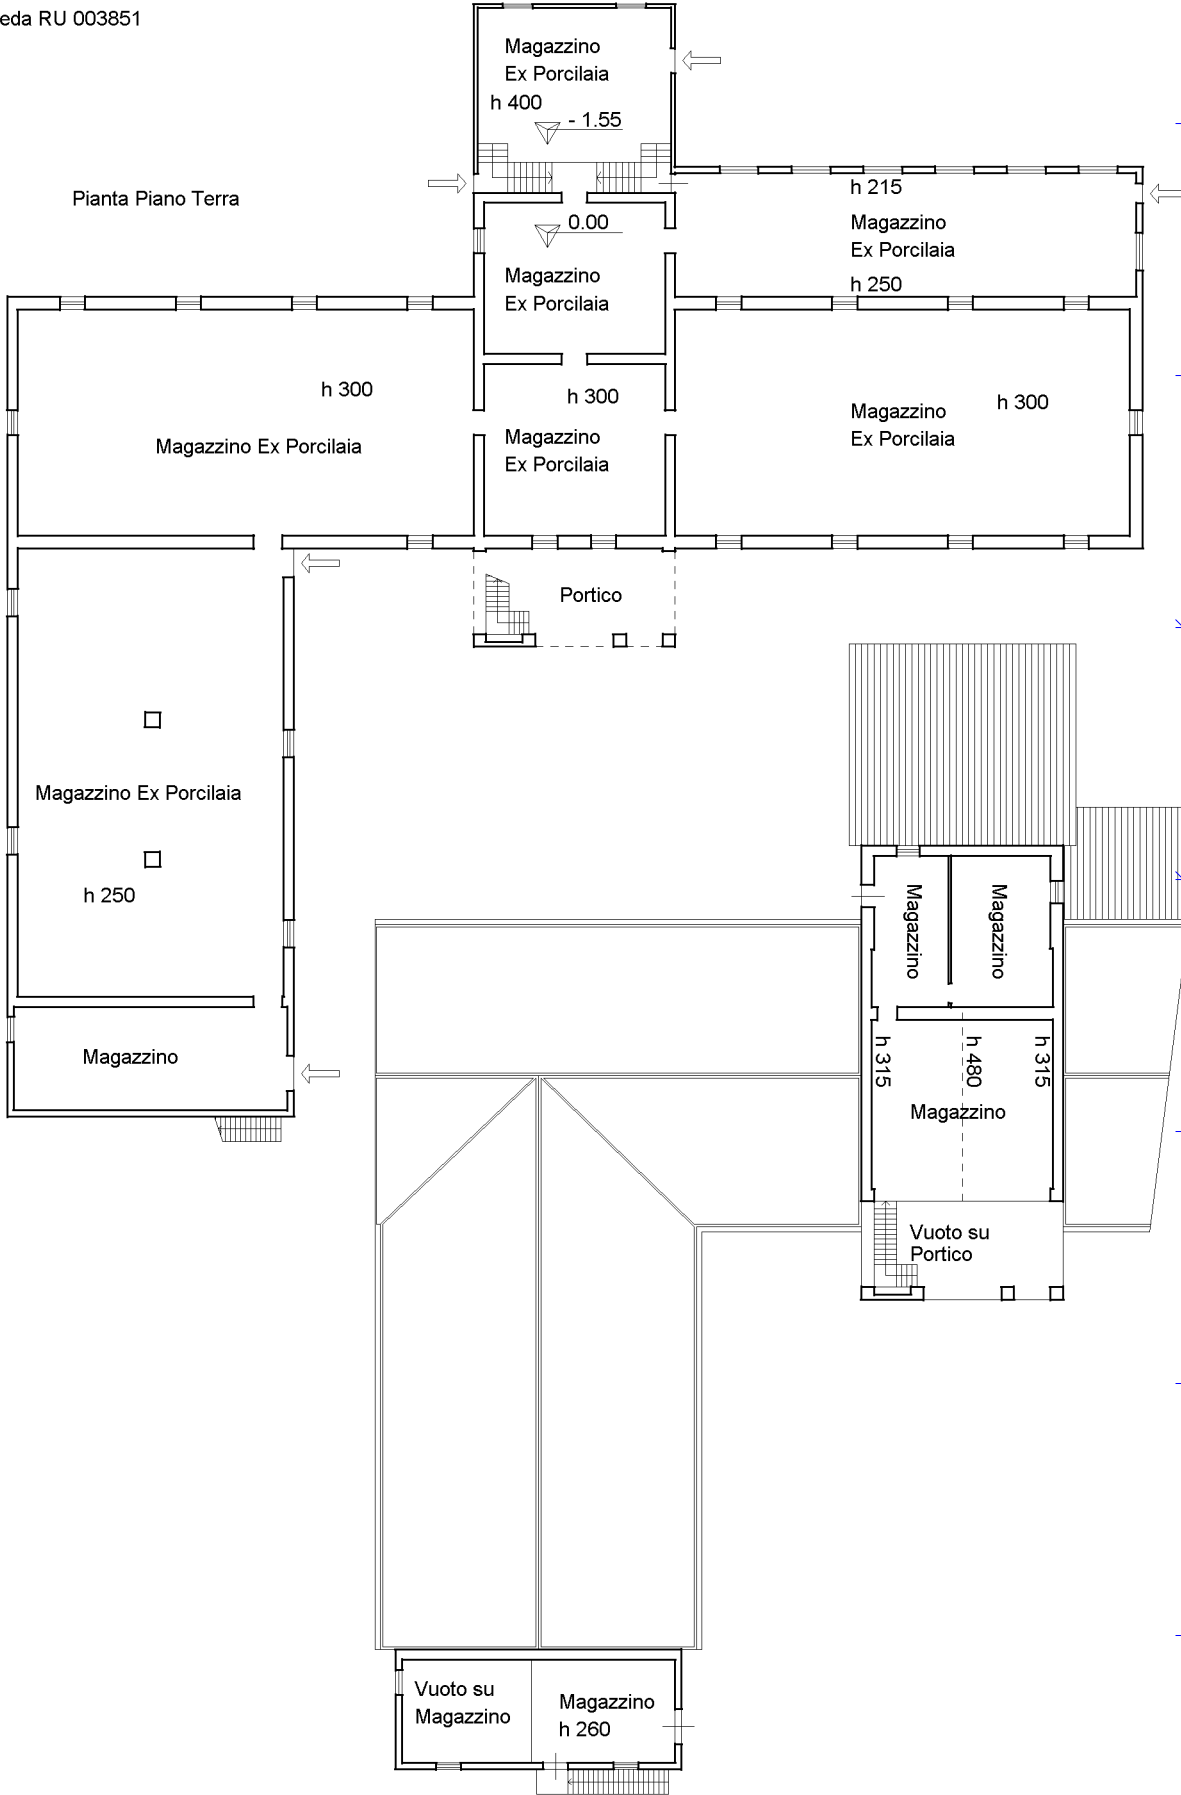 eda RU 003851
Magazzino
Ex Porcilaia
h 400
- 1.55
Pianta Piano Terra
h 215
Magazzino
Ex Porcilaia
h 250
0.00
Magazzino
Ex Porcilaia
h 300
Magazzino Ex Porcilaia
h 300
Magazzino
Ex Porcilaia
h 300
Magazzino
Ex Porcilaia
Portico
Magazzino Ex Porcilaia
h 250
Magazzino
Magazzino
Magazzino
h 315
h 480
h 315
Magazzino
Vuoto su
Portico
Vuoto su
Magazzino
Magazzino
h 260